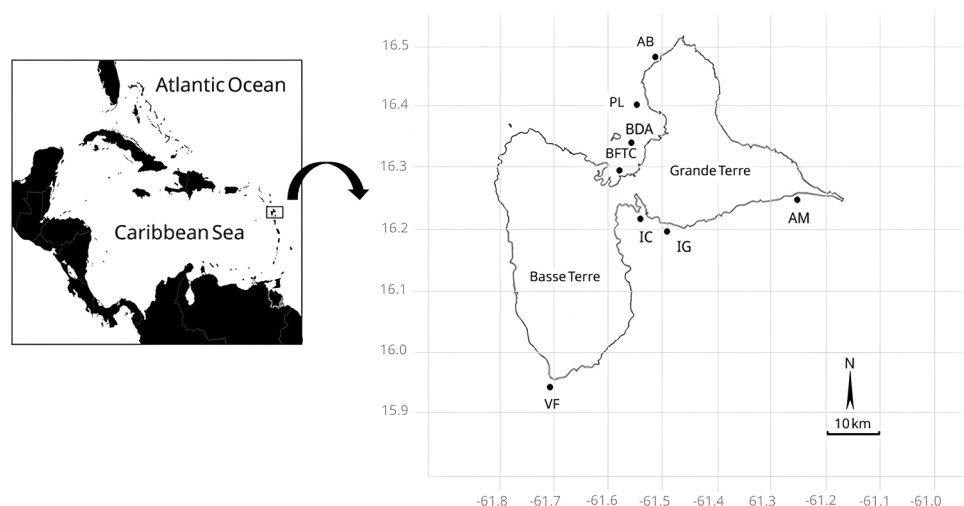 Atlantic Ocean
Caribbean Sea
16.5
16.4
16.3
16.2
16.1
16.0
15.9
AB
PL
BDA
BFTC
Grande Terre
AM
IC
IG
Basse Terre
VF
N
10 km
-61.8
-61.7
-61.6
-61.5
-61.4
61.3
-61.2
-61.1
-61.0